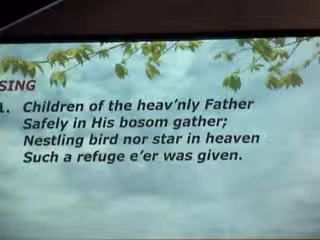 SING
1. Children of the heav'nly Father
Safely in His bosom gather;
Nestling bird nor star in heaven
Such a refuge e'er was given.